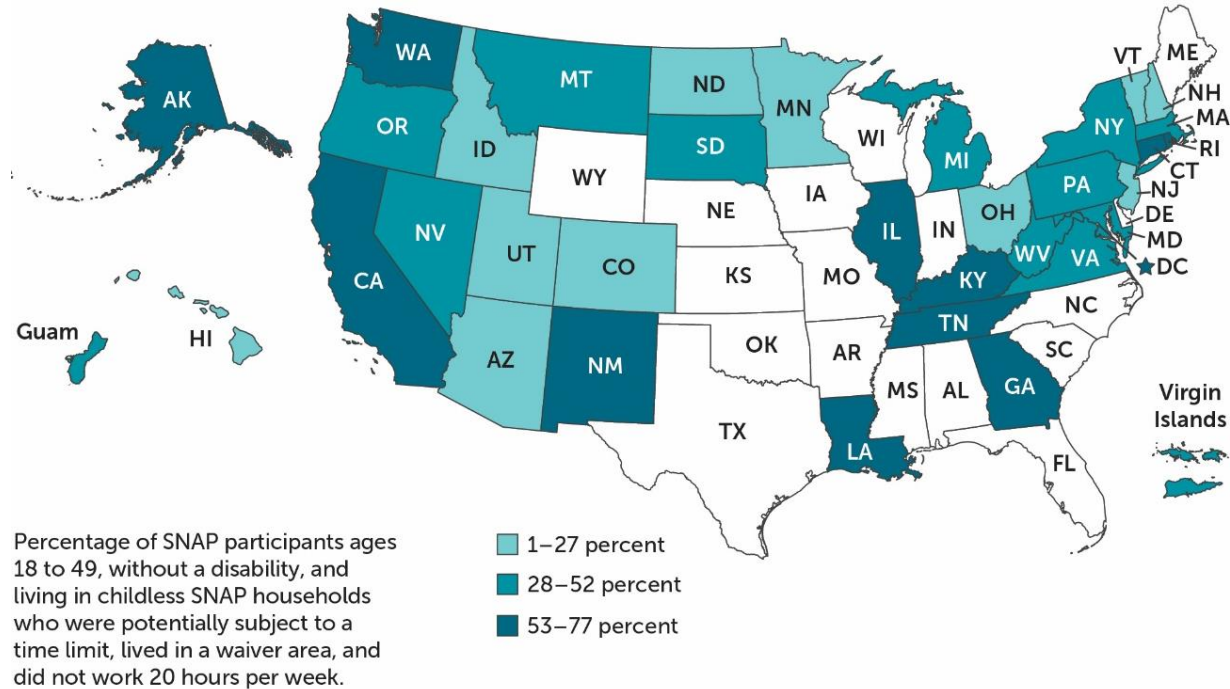 WA
AK
MT
ND
MN
VT
ME
NH
MA
OR
ID
SD
WI
NY
MI
RI
CT
WY
PA
NJ
IA
NE
OH
DE
NV
IL
IN
MD
UT
CO
WV
VA
DC
CA
KS
MO
KY
NC
Guam
HI
TN
AZ
NM
OK
AR
SC
MS
AL
GA
Virgin
Islands
TX
LA
FL
Percentage of SNAP participants ages
18 to 49, without a disability, and
living in childless SNAP households
who were potentially subject to a
time limit, lived in a waiver area, and
did not work 20 hours per week.
1–27 percent
28–52 percent
53–77 percent